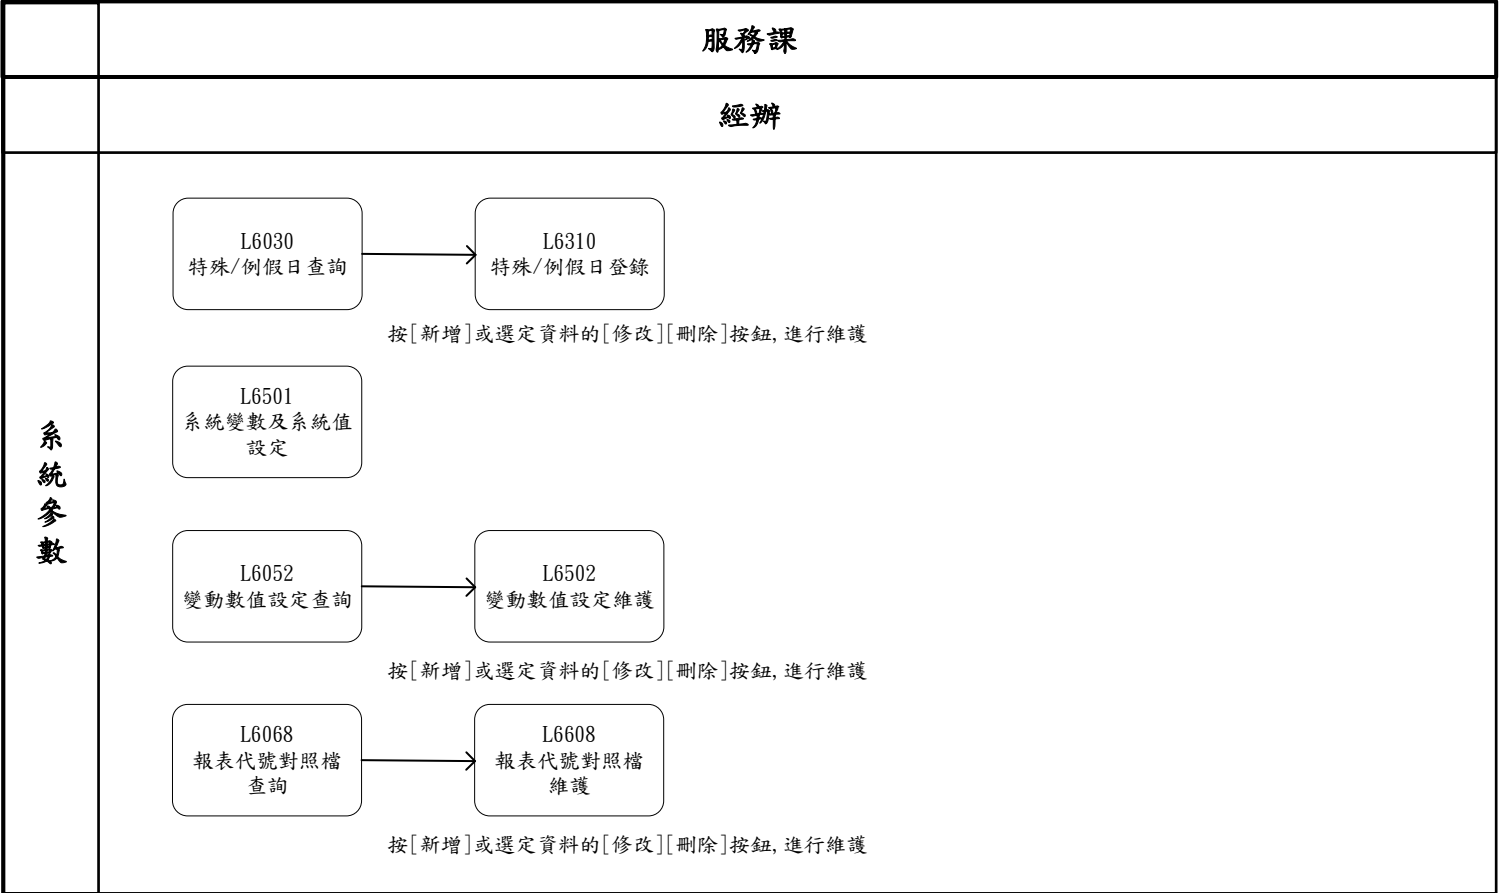 服務課
經辦
系
統
參
數
L6030
特殊/例假日查詢
L6310
特殊/例假日登錄
按[新增]或選定資料的[修改][刪除]按鈕,進行維護
L6501
系統變數及系統值
設定
L6052
變動數值設定查詢
L6502
變動數值設定維護
按[新增]或選定資料的[修改][刪除]按鈕,進行維護
L6068
報表代號對照檔
查詢
L6608
報表代號對照檔
維護
按[新增]或選定資料的[修改][刪除]按鈕,進行維護